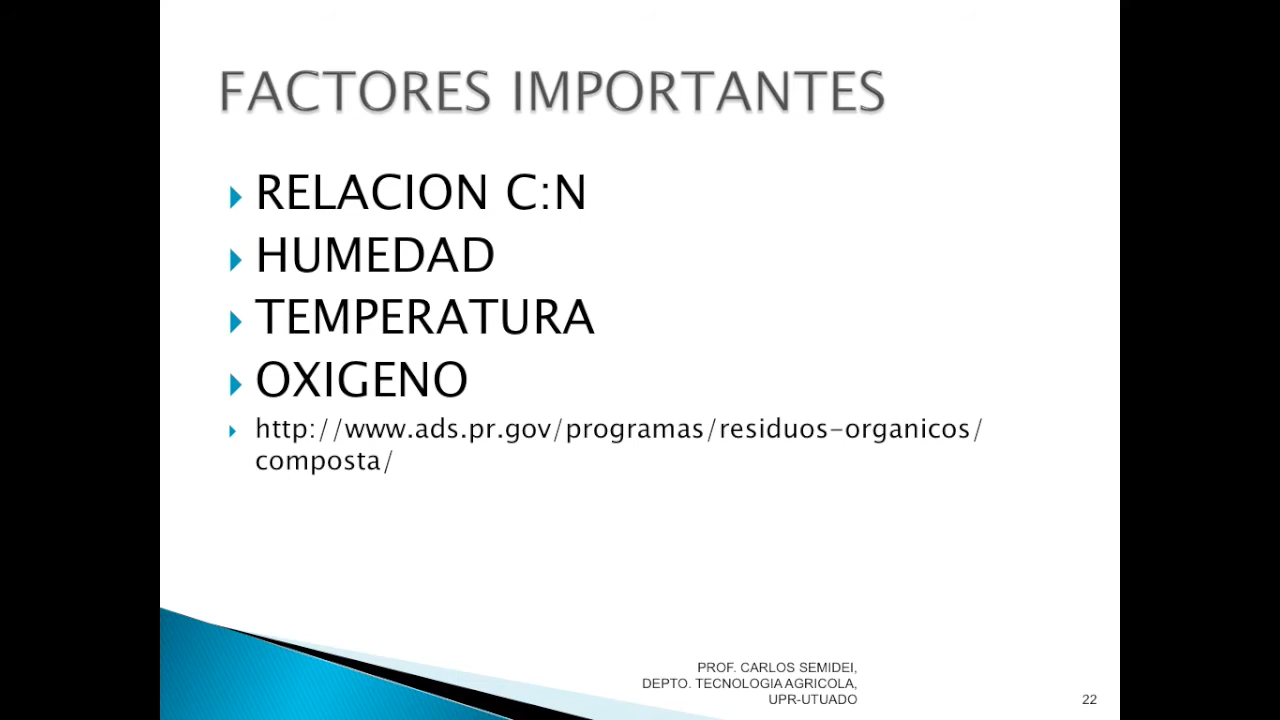 FACTORES IMPORTANTES
RELACION C:N
HUMEDAD
TEMPERATURA
OXIGENO
http://www.ads.pr.gov/programas/residuos-organicos/
composta/
PROF. CARLOS SEMIDEI,
DEPTO. TECNOLOGIA AGRICOLA,
UPR-UTUADO
22